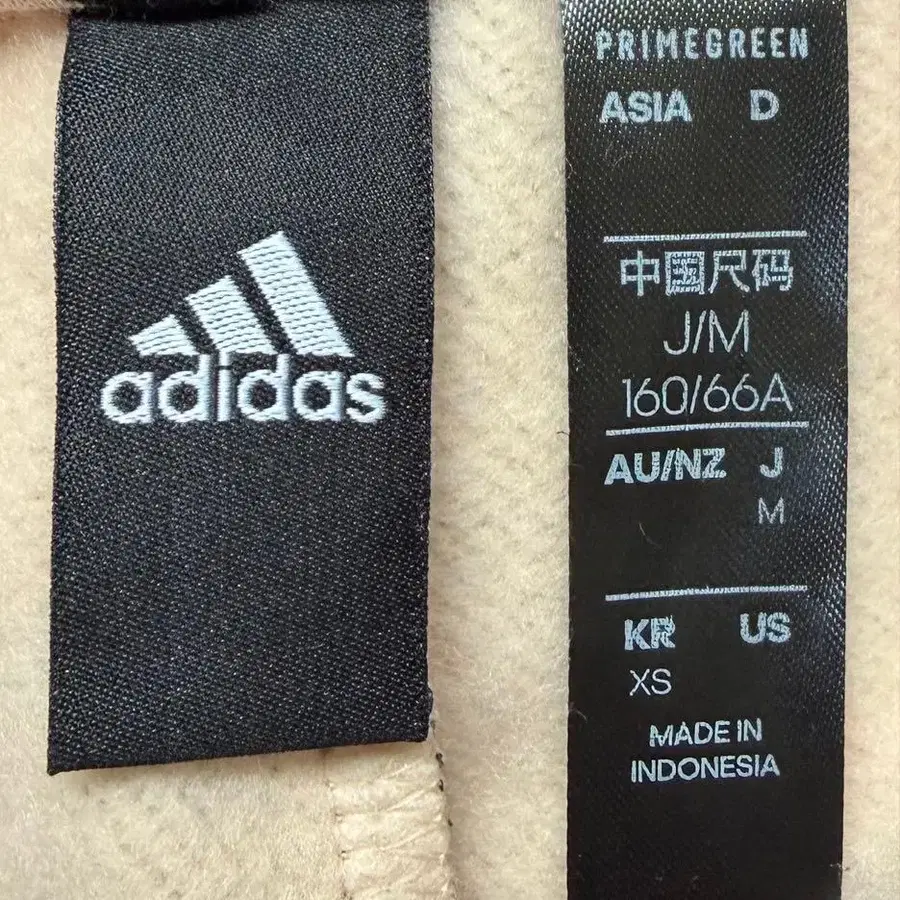 adidas
PRIMEGREEN
ASIA D
中国尺码
J/M
160/66A
AU/NZ J
M
KR US
XS
MADE IN
INDONESIA